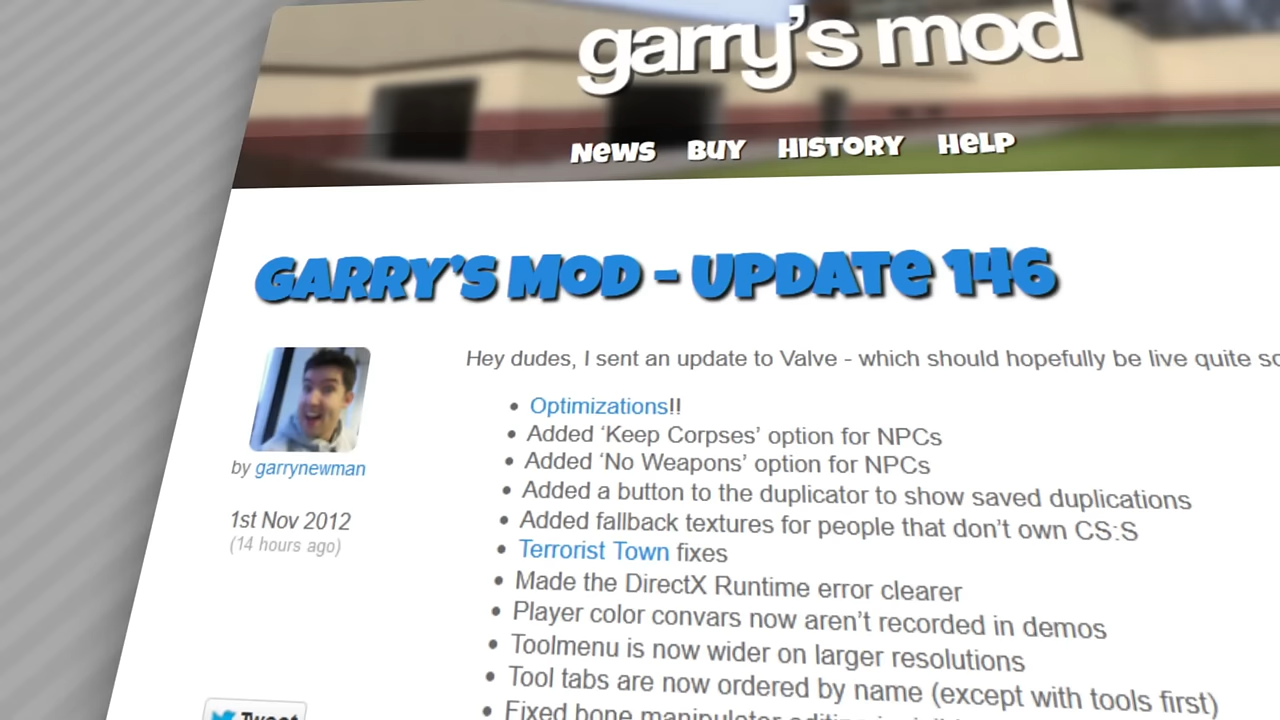 garry's mod
News Buy History Help
Garry's Mod - Update 146
Hey dudes, I sent an update to Valve - which should hopefully be live quite
• Optimizations!!
• Added ‘Keep Corpses’ option for NPCs
• Added ‘No Weapons’ option for NPCs
by garrynewman
• Added a button to the duplicator to show saved duplications
1st Nov 2012
• Added fallback textures for people that don’t own CS:S
(14 hours ago)
• Terrorist Town fixes
• Made the DirectX Runtime error clearer
• Player color convars now aren’t recorded in demos
• Toolmenu is now wider on larger resolutions
• Tool tabs are now ordered by name (except with tools first)
• Fixed bone manipulator
Tweet